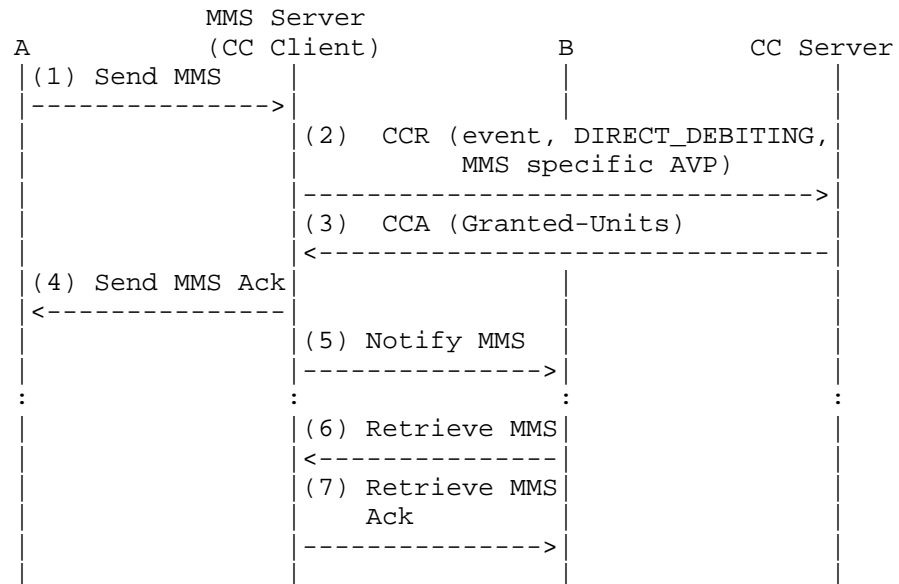 MMS Server
A (CC Client) B CC Server
(1) Send MMS
(2) CCR (event, DIRECT_DEBITING,
MMS specific AVP)
(3) CCA (Granted-Units)
(4) Send MMS Ack
(5) Notify MMS
(6) Retrieve MMS
(7) Retrieve MMS
Ack